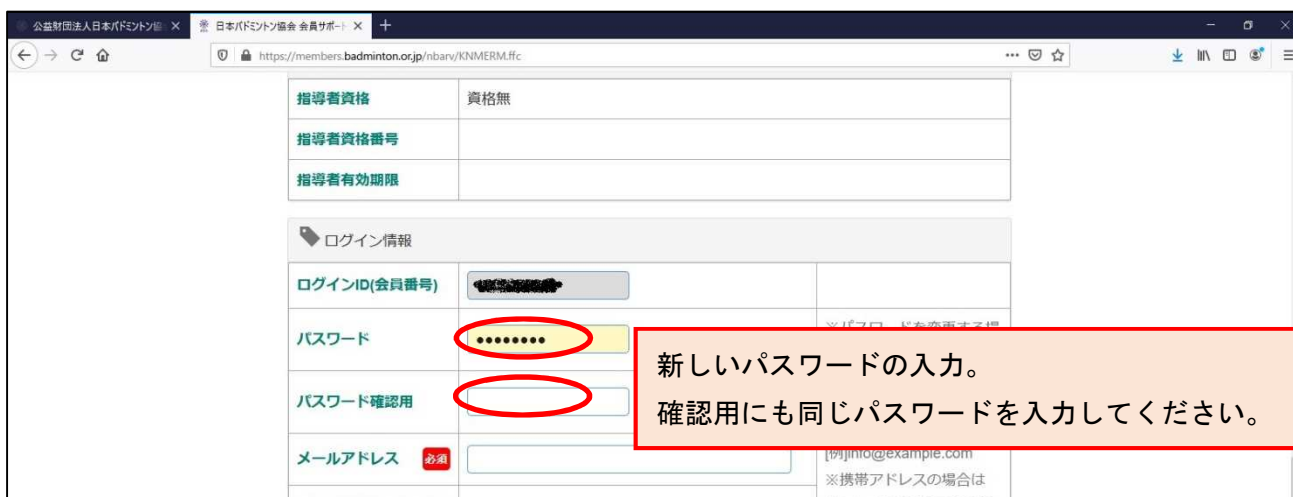 公益財団法人日本バドミントン協
日本バドミントン協会 会員サポート
https://members.badminton.or.jp/nbarv/KNMERM.ffc
指導者資格 資格無
指導者資格番号
指導者有効期限
ログイン情報
ログインID(会員番号)
パスワード ●●●●●●●●
※パスワードを変更する場
新しいパスワードの入力。
パスワード確認用
確認用にも同じパスワードを入力してください。
メールアドレス 必須
[例]info@example.com
※携帯アドレスの場合は